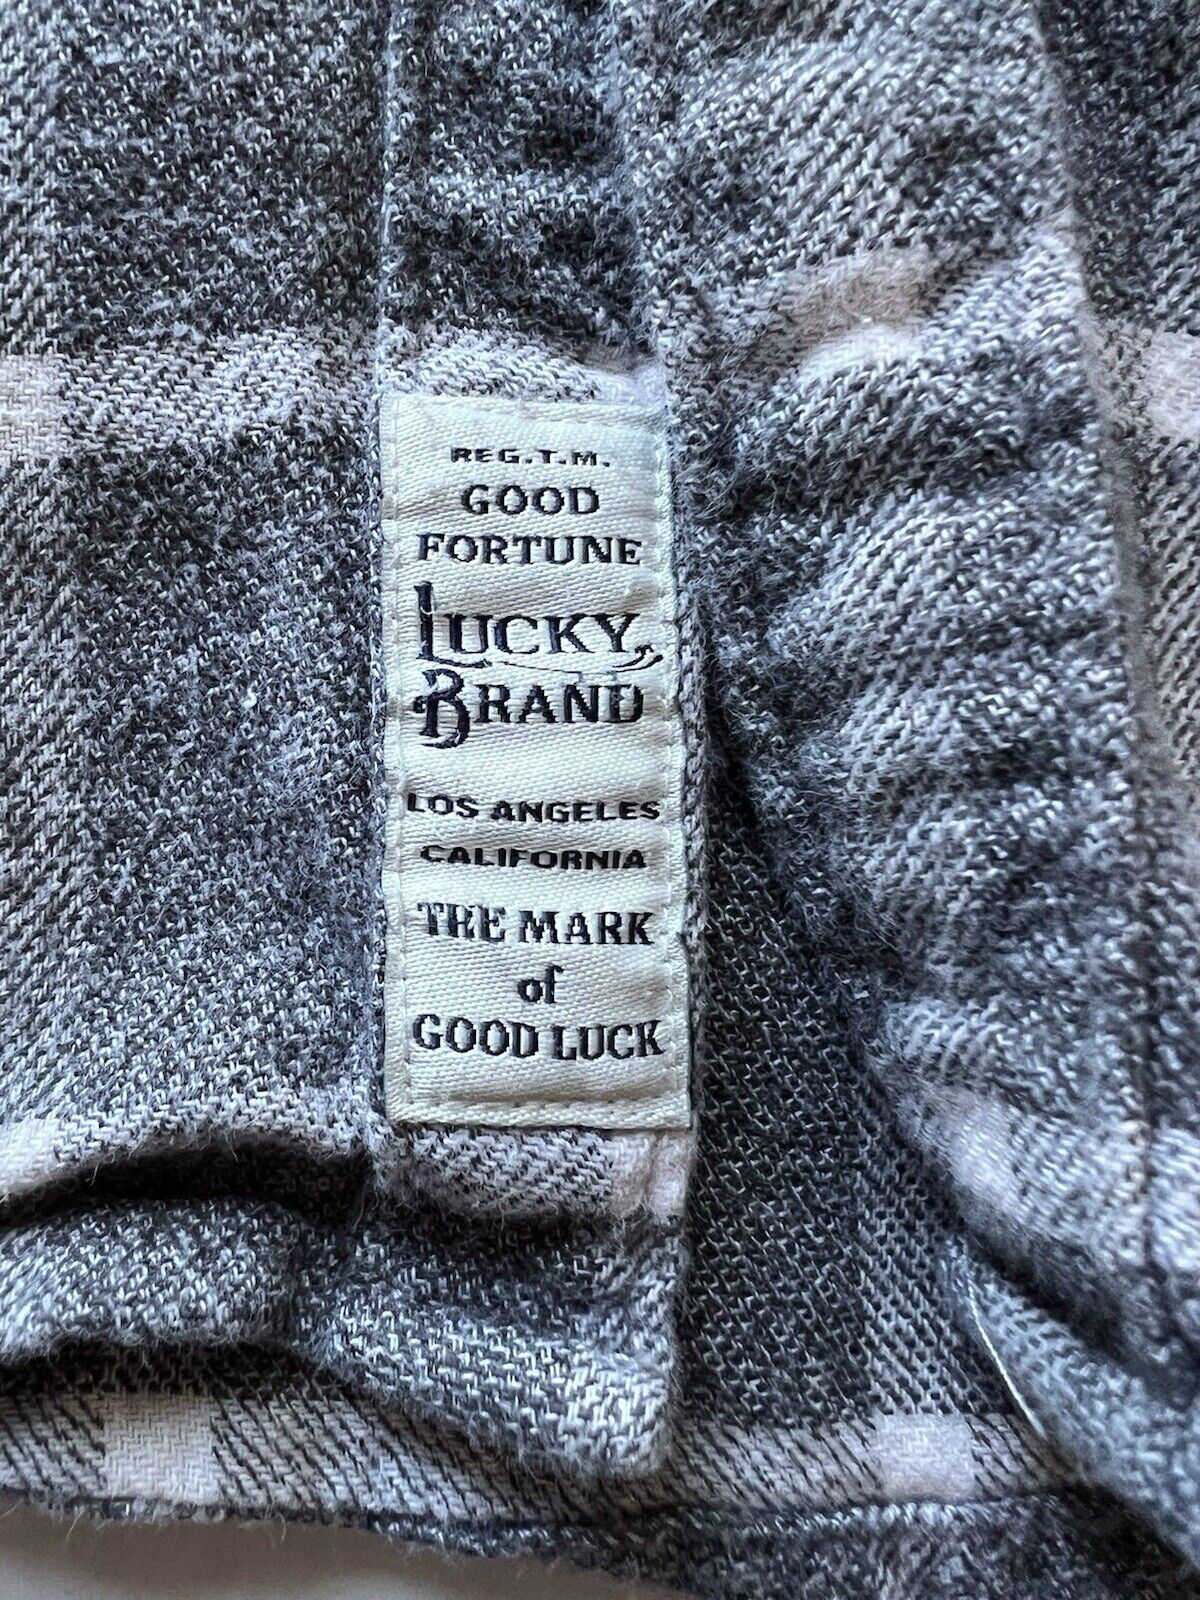 REG.T.M.
GOOD
FORTUNE
LUCKY
BRAND
LOS ANGELES
CALIFORNIA
THE MARK
of
GOOD LUCK